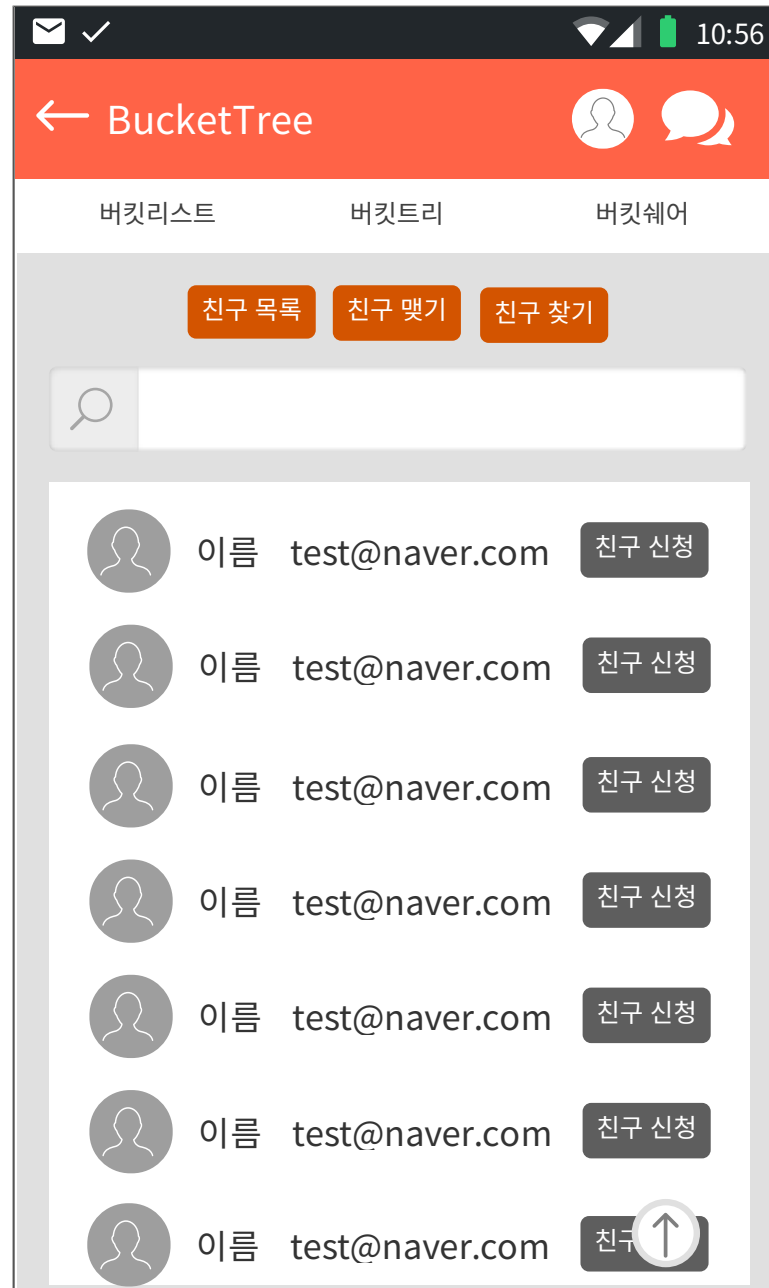 10:56
BucketTree
버킷리스트 버킷트리 버킷쉐어
친구 목록 친구 맺기 친구 찾기
이름 test@naver.com 친구 신청
이름 test@naver.com 친구 신청
이름 test@naver.com 친구 신청
이름 test@naver.com 친구 신청
이름 test@naver.com 친구 신청
이름 test@naver.com 친구 신청
이름 test@naver.com 친구